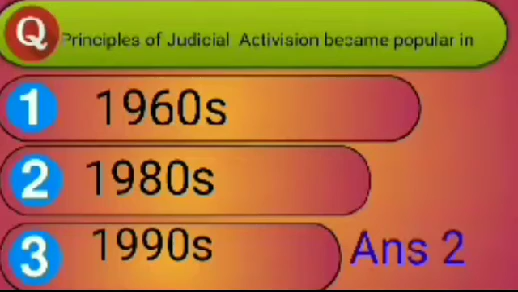 Q Principles of Judicial Activision became popular in
1 1960s
2 1980s
3 1990s Ans 2